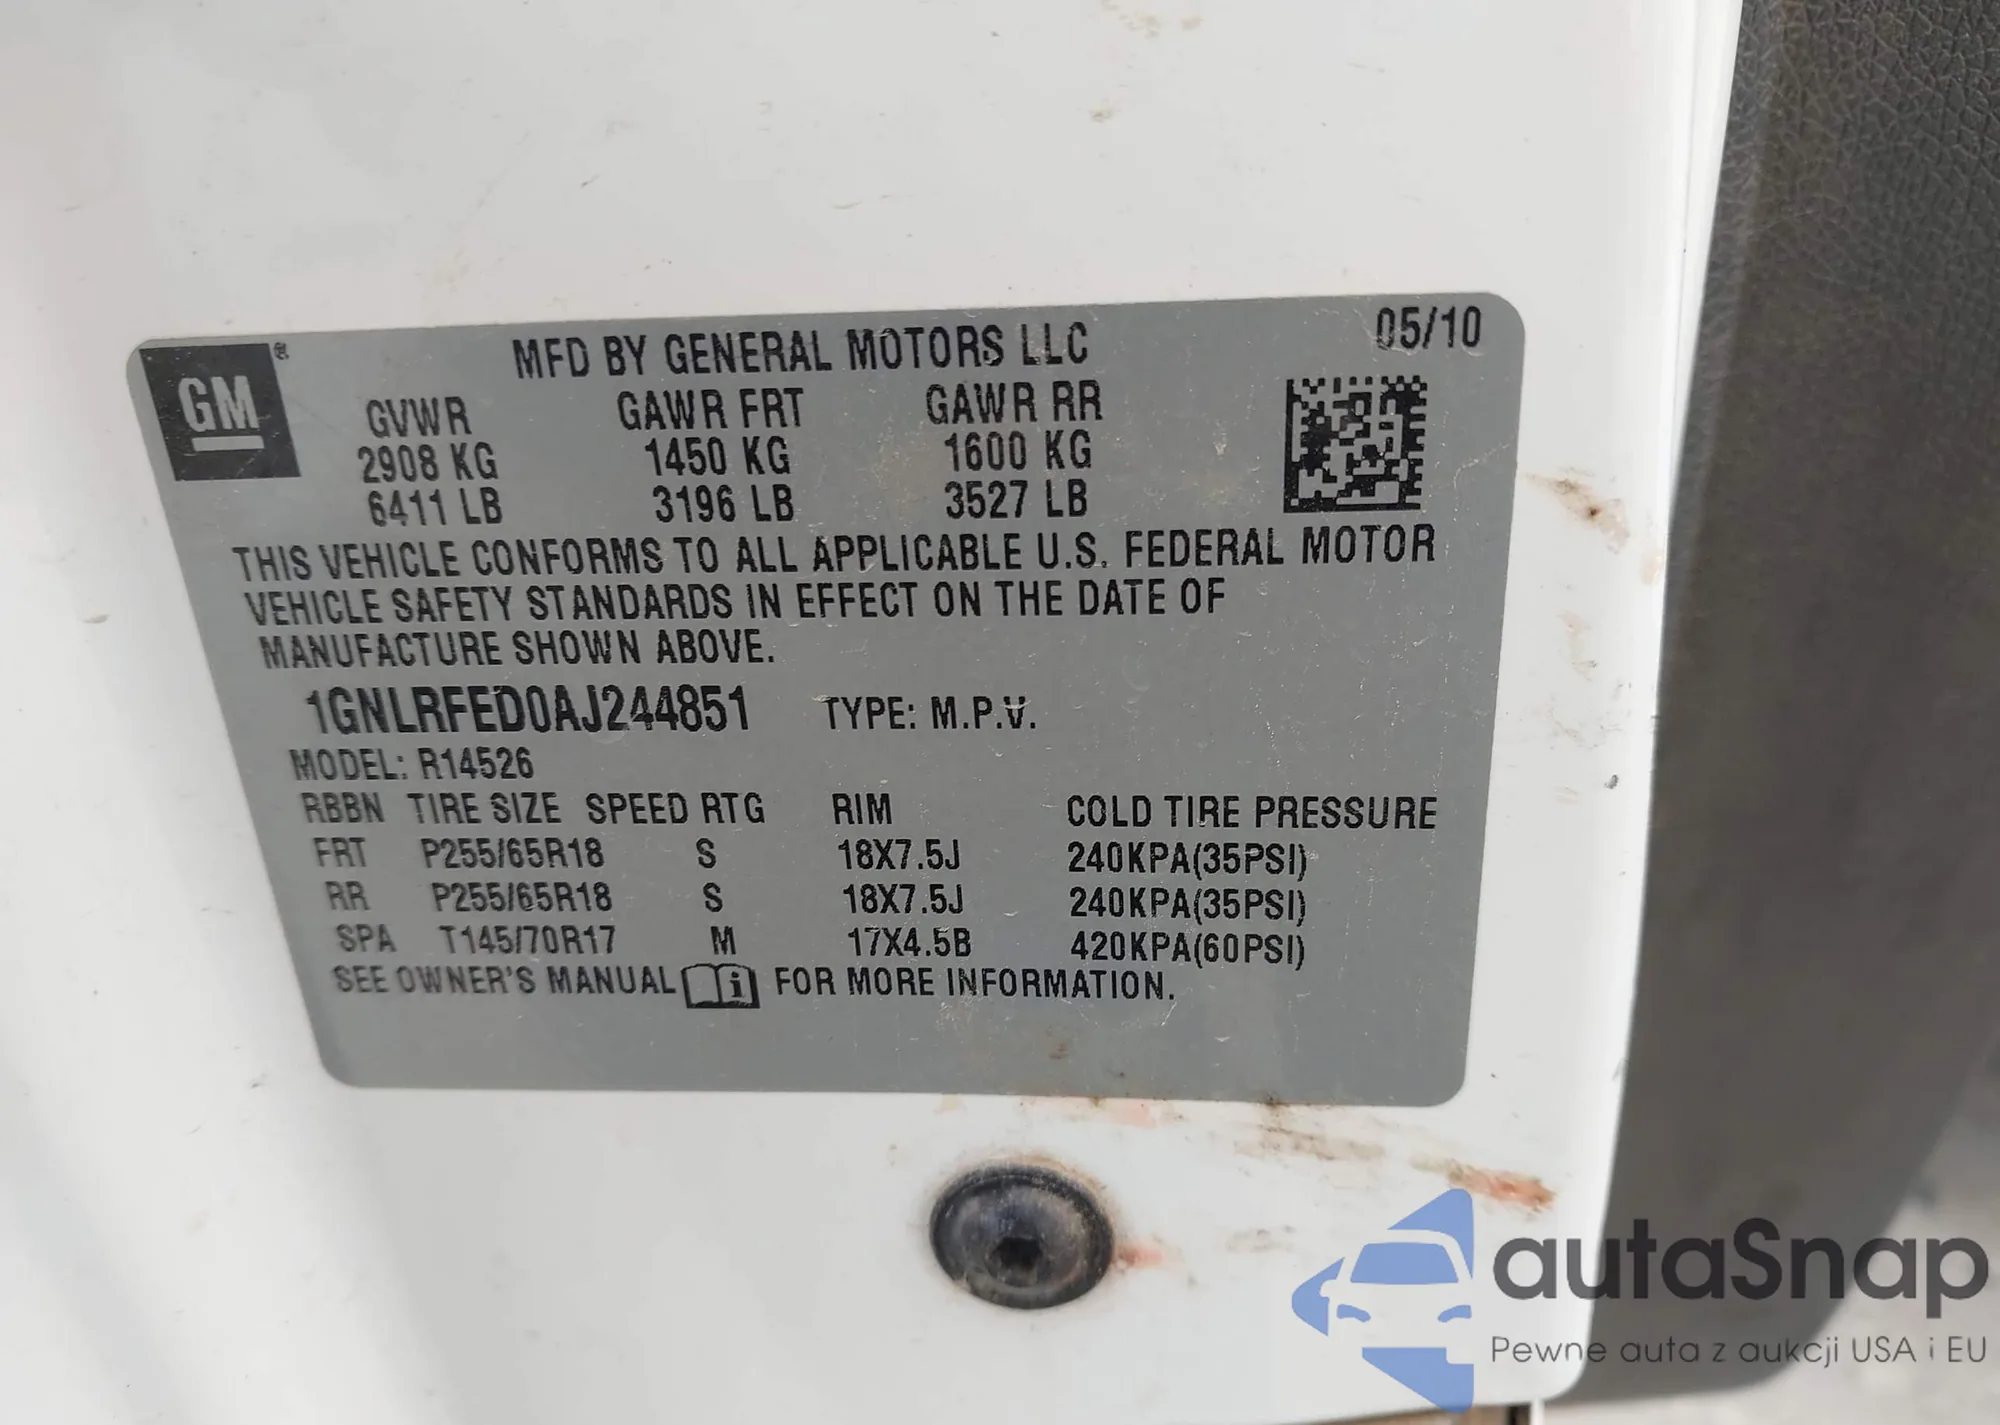 MFD BY GENERAL MOTORS LLC 05/10
GM ®
GVWR GAWR FRT GAWR RR
2908 KG 1450 KG 1600 KG
6411 LB 3196 LB 3527 LB
THIS VEHICLE CONFORMS TO ALL APPLICABLE U.S. FEDERAL MOTOR
VEHICLE SAFETY STANDARDS IN EFFECT ON THE DATE OF
MANUFACTURE SHOWN ABOVE.
1GNLRFED0AJ244851 TYPE: M.P.V.
MODEL: R14526
RBBN TIRE SIZE SPEED RTG RIM COLD TIRE PRESSURE
FRT P255/65R18 S 18X7.5J 240KPA(35PSI)
RR P255/65R18 S 18X7.5J 240KPA(35PSI)
SPA T145/70R17 M 17X4.5B 420KPA(60PSI)
SEE OWNER'S MANUAL i FOR MORE INFORMATION.
autaSnap
Pewne auta z aukcji USA i EU